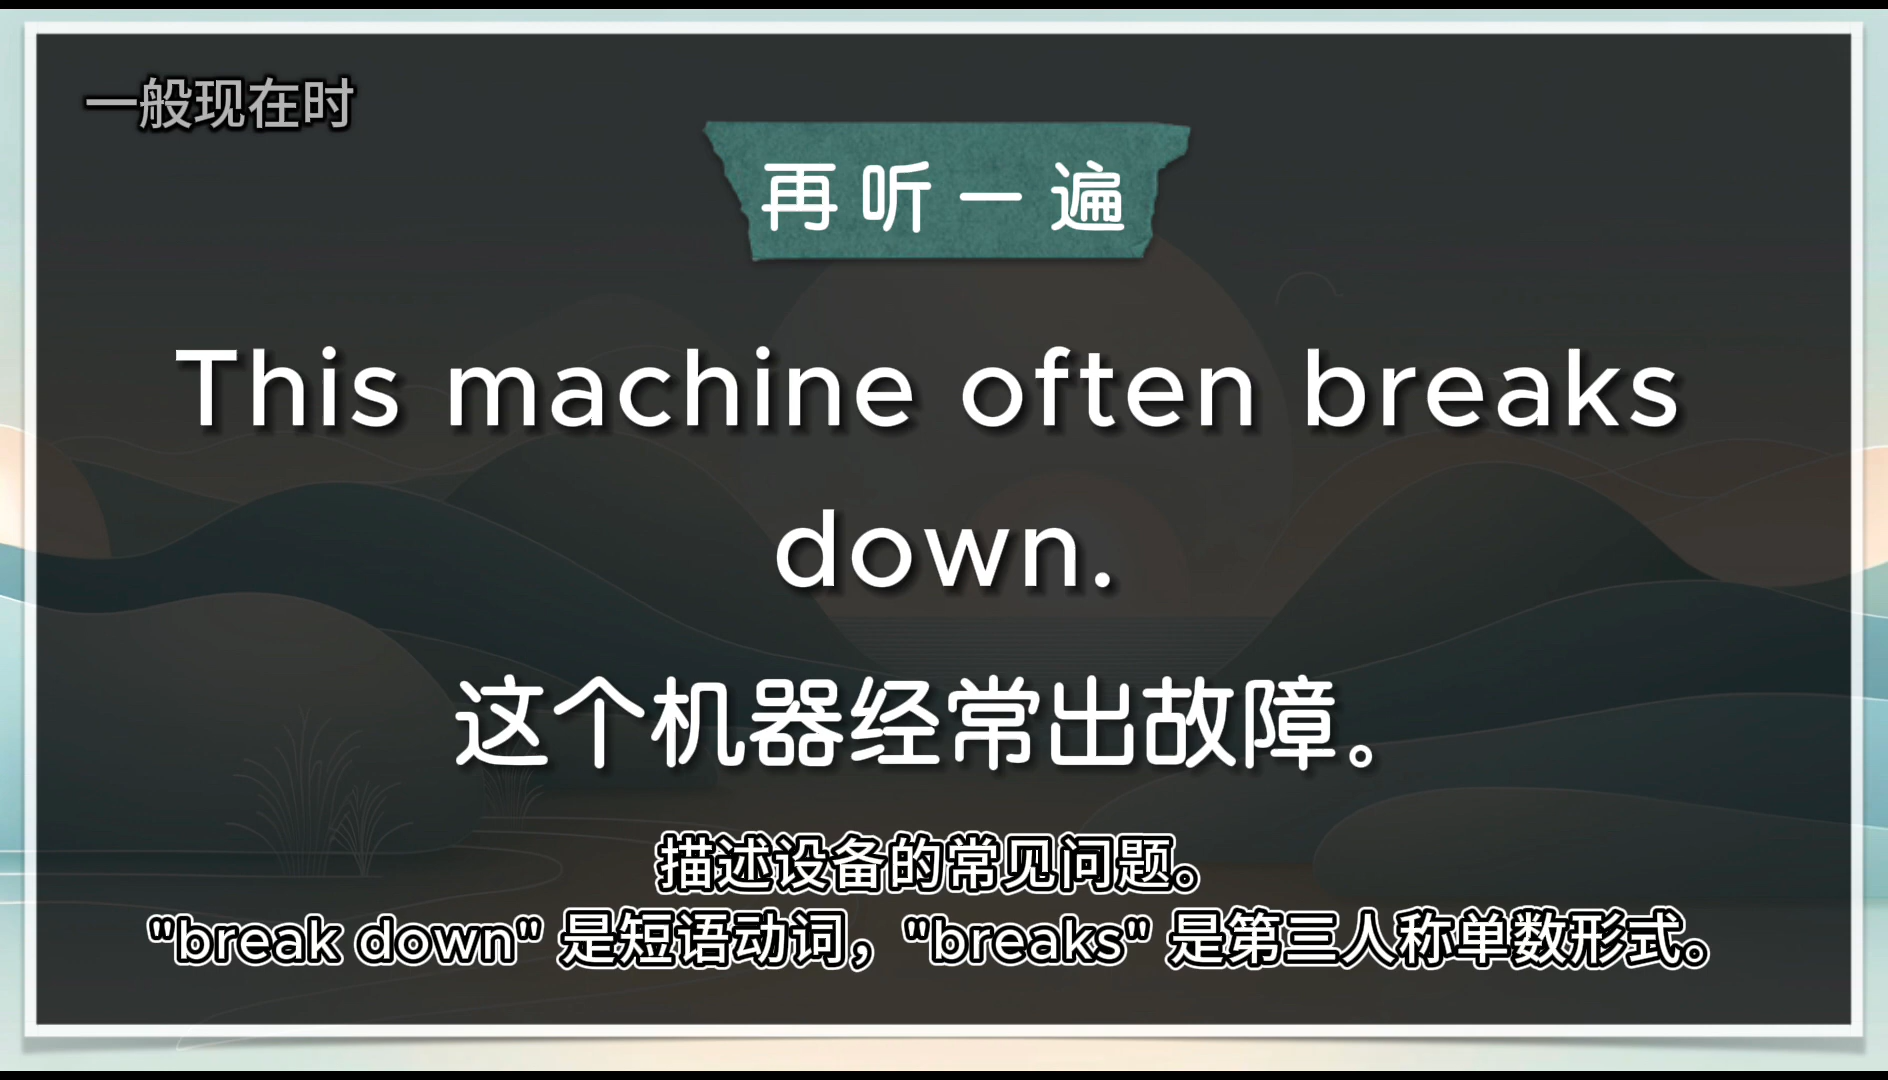 一般现在时
再听一遍
This machine often breaks
down.
这个机器经常出故障。
描述设备的常见问题。
"break down" 是短语动词，"breaks" 是第三人称单数形式。